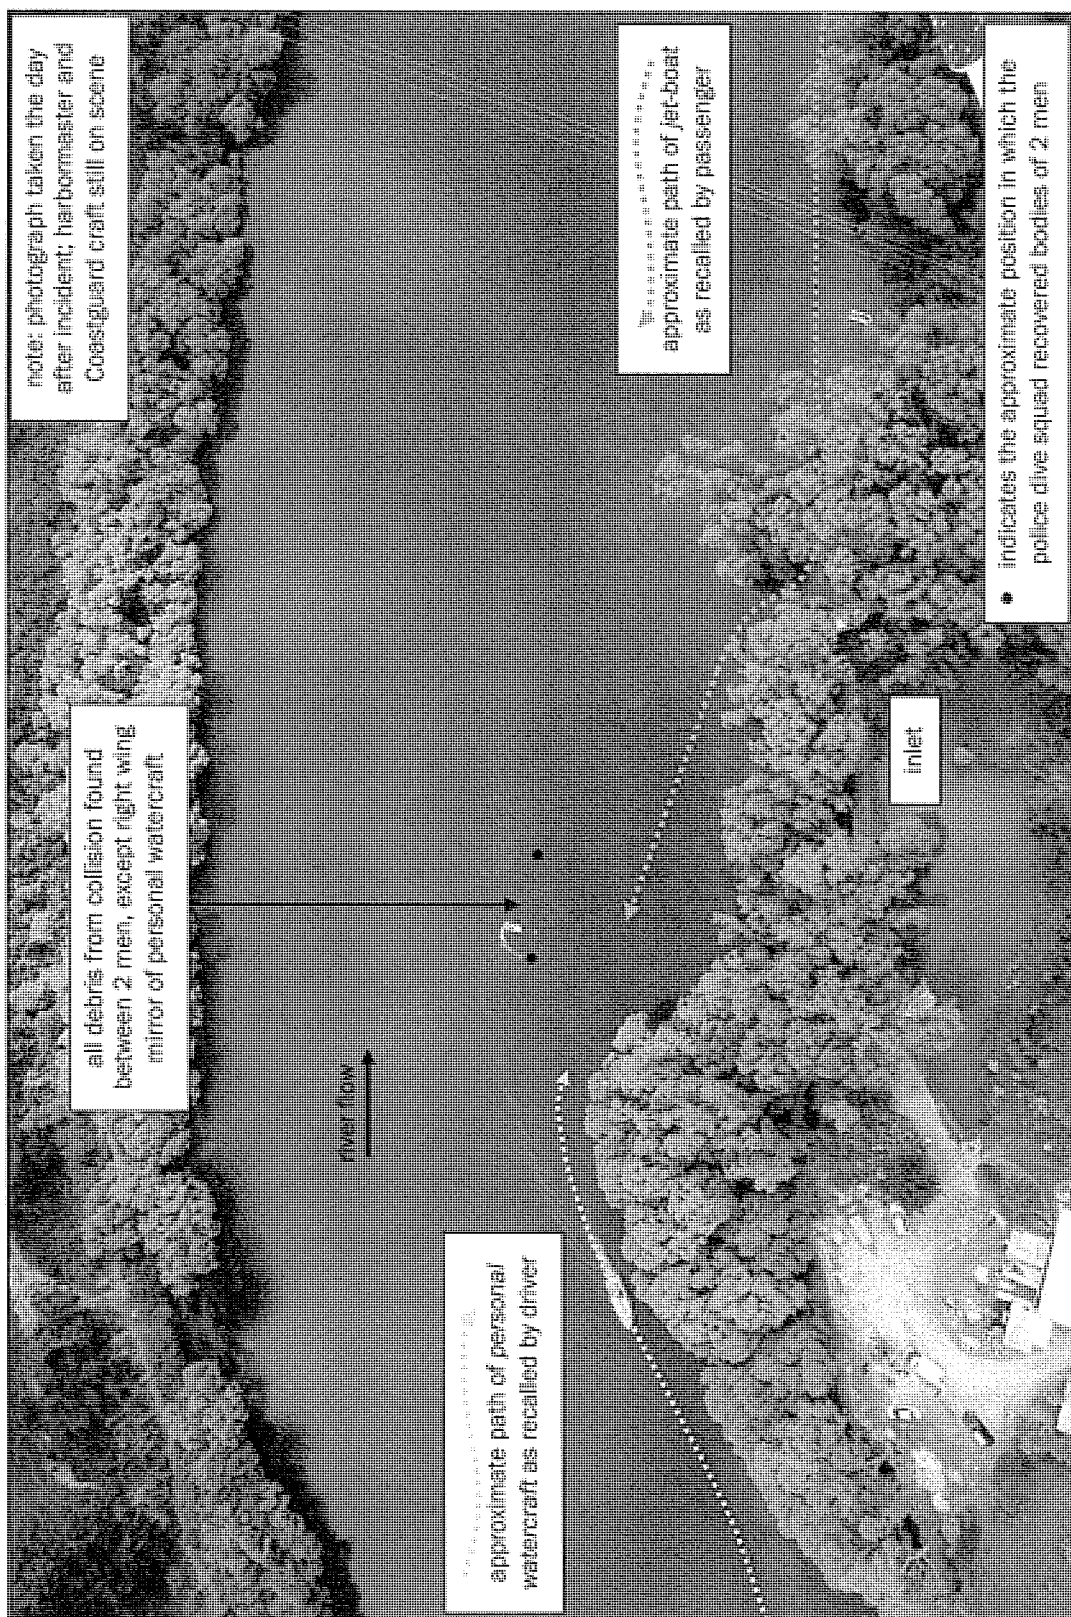 note: photograph taken the day
after incident; harbormaster and
Coastguard craft still on scene
all debris from collision found
between 2 men, except right wing
mirror of personal watercraft
riverflow
approximate path of personal
watercraft as recalled by driver
approximate path of jet-boat
as recalled by passenger
inlet
• indicates the approximate position in which the
police dive squad recovered bodies of 2 men